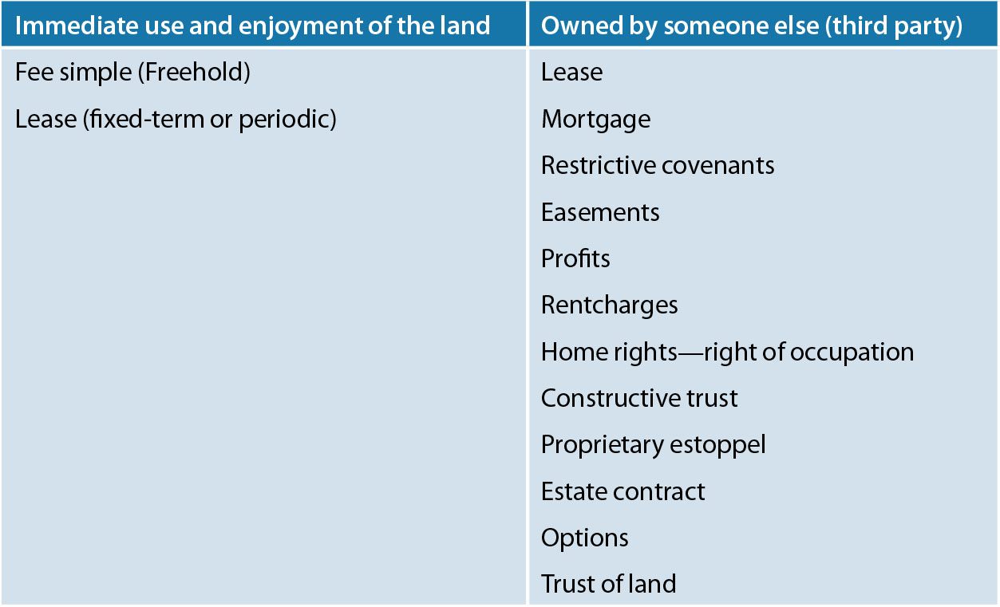 Immediate use and enjoyment of the land
Owned by someone else (third party)
Fee simple (Freehold)
Lease
Lease (fixed-term or periodic)
Mortgage
Restrictive covenants
Easements
Profits
Rentcharges
Home rights—right of occupation
Constructive trust
Proprietary estoppel
Estate contract
Options
Trust of land